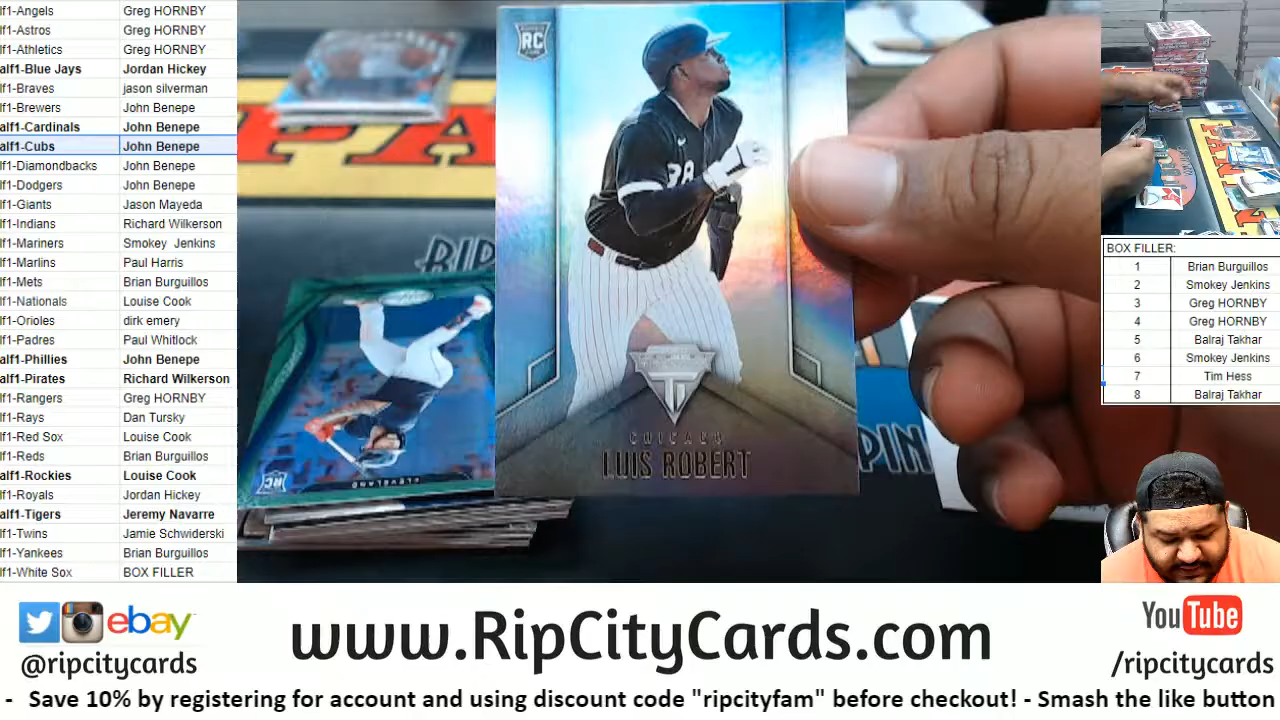 lf1-Angels Greg HORNBY
lf1-Astros Greg HORNBY
lf1-Athletics Greg HORNBY
alf1-Blue Jays Jordan Hickey
lf1-Braves jason silverman
lf1-Brewers John Benepe
alf1-Cardinals John Benepe
alf1-Cubs John Benepe
lf1-Diamondbacks John Benepe
lf1-Dodgers John Benepe
lf1-Giants Jason Mayeda
lf1-Indians Richard Wilkerson
lf1-Mariners Smokey Jenkins
lf1-Marlins Paul Harris
lf1-Mets Brian Burguillos
lf1-Nationals Louise Cook
lf1-Orioles dirk emery
lf1-Padres Paul Whitlock
alf1-Phillies John Benepe
alf1-Pirates Richard Wilkerson
lf1-Rangers Greg HORNBY
lf1-Rays Dan Tursky
lf1-Red Sox Louise Cook
lf1-Reds Brian Burguillos
alf1-Rockies Louise Cook
lf1-Royals Jordan Hickey
alf1-Tigers Jeremy Navarre
lf1-Twins Jamie Schwiderski
lf1-Yankees Brian Burguillos
lf1-White Sox BOX FILLER
RC
38
CHICAGO
LUIS ROBERT
PA
RIP
PIN
RC
CLEVELAND
BOX FILLER:
1 Brian Burguillos
2 Smokey Jenkins
3 Greg HORNBY
4 Greg HORNBY
5 Balraj Takhar
6 Smokey Jenkins
7 Tim Hess
8 Balraj Takhar
ebay
@ripcitycards
www.RipCityCards.com
YouTube
/ripcitycards
- Save 10% by registering for account and using discount code "ripcityfam" before checkout! - Smash the like button